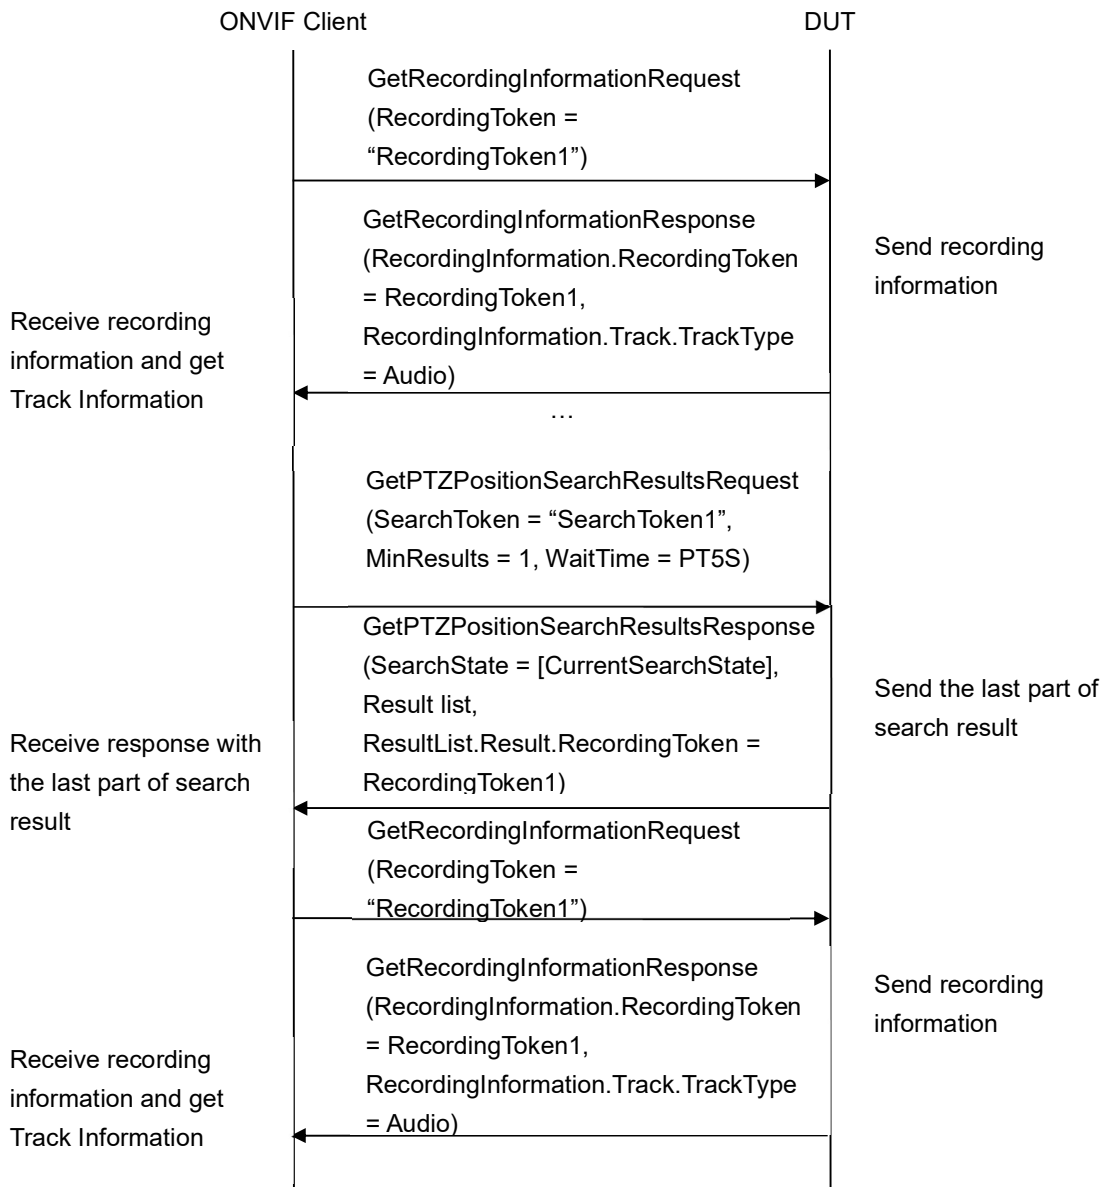 ONVIF Client
DUT
GetRecordingInformationRequest
(RecordingToken =
“RecordingToken1”)
GetRecordingInformationResponse
(RecordingInformation.RecordingToken
= RecordingToken1,
RecordingInformation.Track.TrackType
= Audio)
Send recording
information
Receive recording
information and get
Track Information
…
GetPTZPositionSearchResultsRequest
(SearchToken = “SearchToken1”,
MinResults = 1, WaitTime = PT5S)
GetPTZPositionSearchResultsResponse
(SearchState = [CurrentSearchState],
Result list,
ResultList.Result.RecordingToken =
RecordingToken1)
Send the last part of
search result
Receive response with
the last part of search
result
GetRecordingInformationRequest
(RecordingToken =
“RecordingToken1”)
GetRecordingInformationResponse
(RecordingInformation.RecordingToken
= RecordingToken1,
RecordingInformation.Track.TrackType
= Audio)
Send recording
information
Receive recording
information and get
Track Information